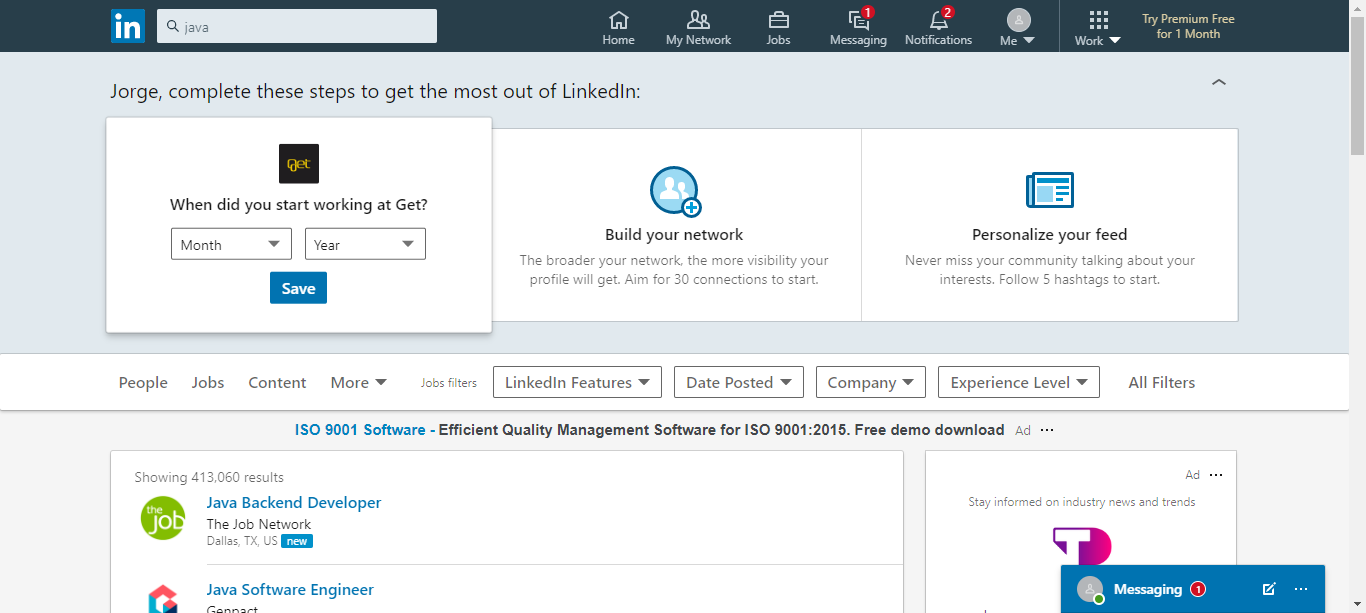 in
java
Home
My Network
Jobs
1
Messaging
2
Notifications
Me
Work
Try Premium Free
for 1 Month
Jorge, complete these steps to get the most out of LinkedIn:
Get
When did you start working at Get?
Month
Year
Save
Build your network
The broader your network, the more visibility your
profile will get. Aim for 30 connections to start.
Personalize your feed
Never miss your community talking about your
interests. Follow 5 hashtags to start.
People
Jobs
Content
More
Jobs filters
LinkedIn Features
Date Posted
Company
Experience Level
All Filters
ISO 9001 Software - Efficient Quality Management Software for ISO 9001:2015. Free demo download Ad ...
Showing 413,060 results
the
job
Java Backend Developer
The Job Network
Dallas, TX, US new
Java Software Engineer
Genpact
Ad ...
Stay informed on industry news and trends
T
Messaging 1 ...